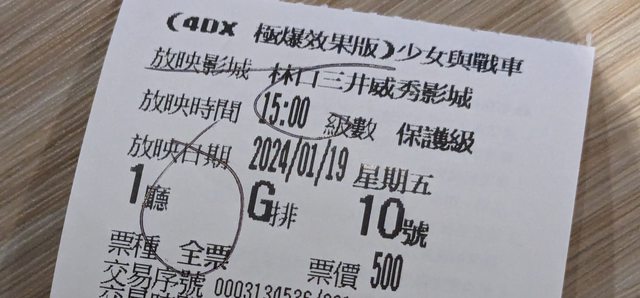 (4DX 極爆效果版)少女與戰車
放映影城 林口三井威秀影城
放映時間 15:00 級數 保護級
放映日期 2024/01/19 星期五
1廳 G排 10號
票種 全票 票價 500
交易序號 0003134536/